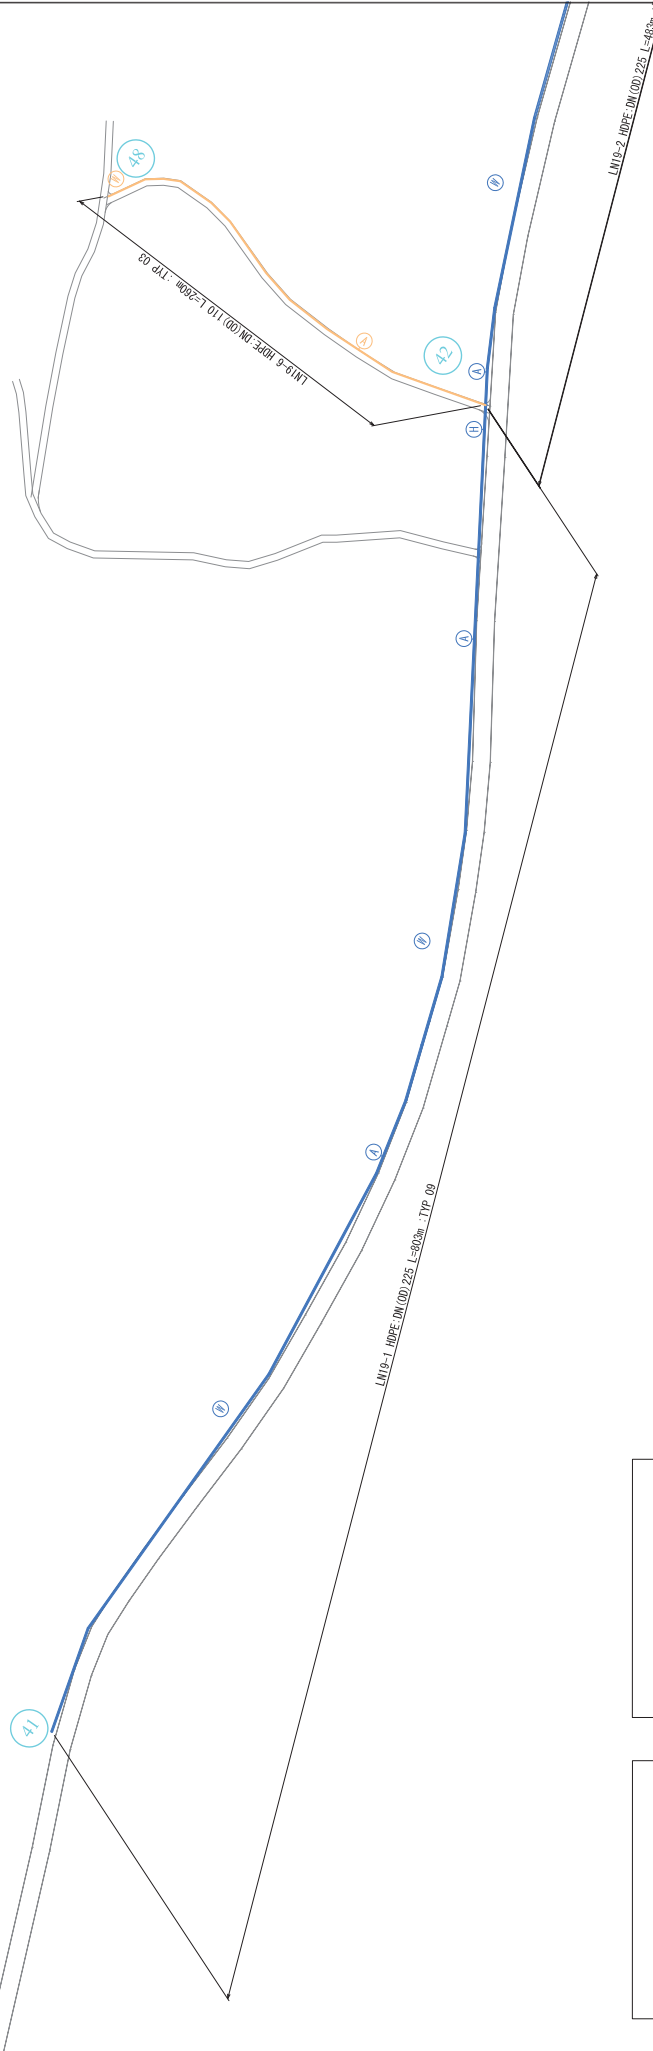 LN19-2 HDPE:DN(OD)225 L=483m
48
W
W
LN19-6 HDPE:DN(OD)110 L=260m :TYP 03
A
42
A
H
A
W
A
LN19-1 HDPE:DN(OD)225 L=803m :TYP 09
W
41